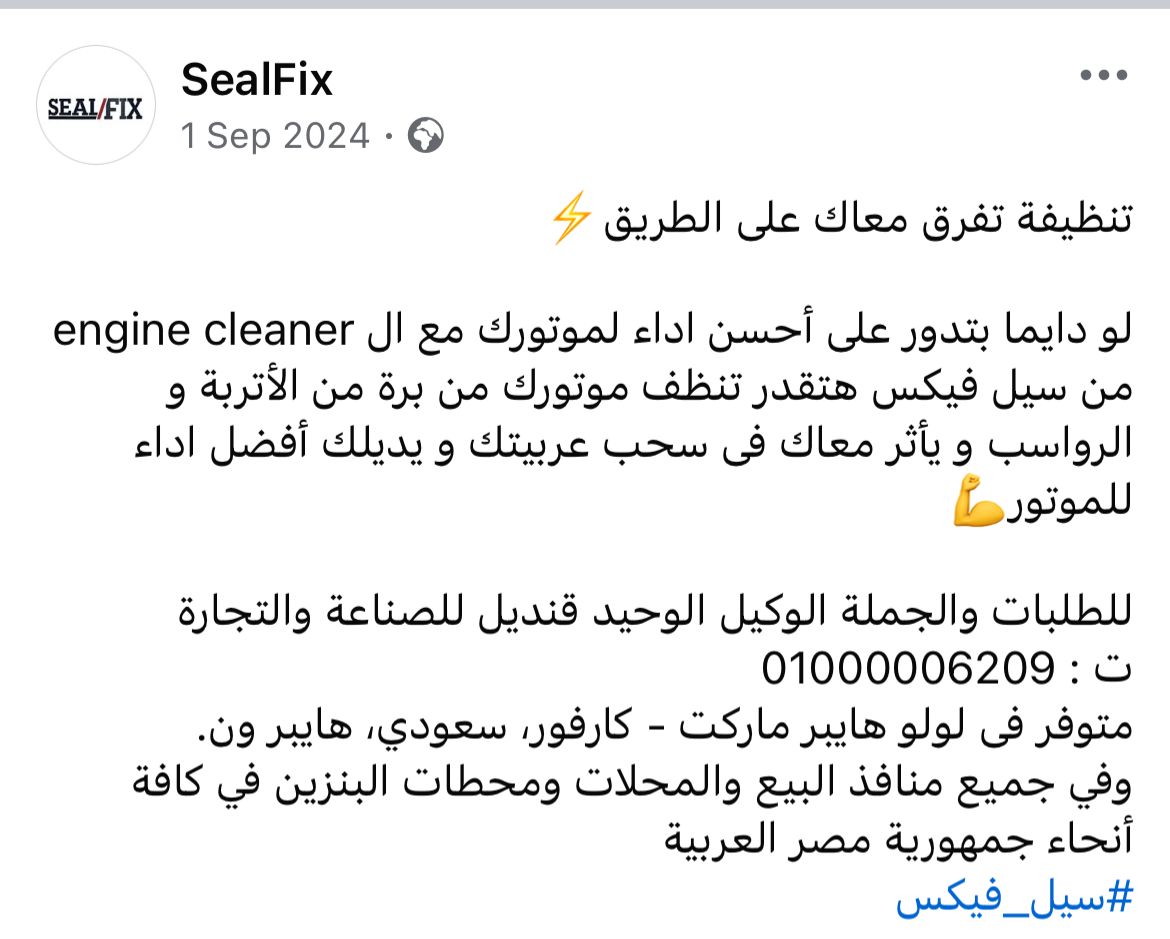 SEAL/FIX
SealFix
1 Sep 2024 ·
تنظيفة تفرق معاك على الطريق ⚡
لو دايما بتدور على أحسن اداء لموتورك مع ال engine cleaner
من سيل فيكس هتقدر تنظف موتورك من برة من الأتربة و
الرواسب و يأثر معاك فى سحب عربيتك و يديلك أفضل اداء
للموتور💪
للطلبات والجملة الوكيل الوحيد قنديل للصناعة والتجارة
ت : 01000006209
متوفر فى لولو هايبر ماركت - كارفور، سعودي، هايبر ون.
وفي جميع منافذ البيع والمحلات ومحطات البنزين في كافة
أنحاء جمهورية مصر العربية
#سيل_فيكس